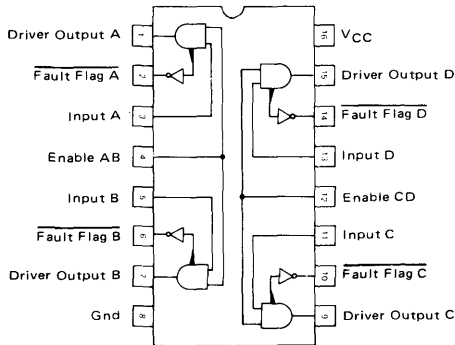 Driver Output A 1
Fault Flag A 2
Input A 3
Enable AB 4
Input B 5
Fault Flag B 6
Driver Output B 7
Gnd 8
16 VCC
15 Driver Output D
14 Fault Flag D
13 Input D
12 Enable CD
11 Input C
10 Fault Flag C
9 Driver Output C